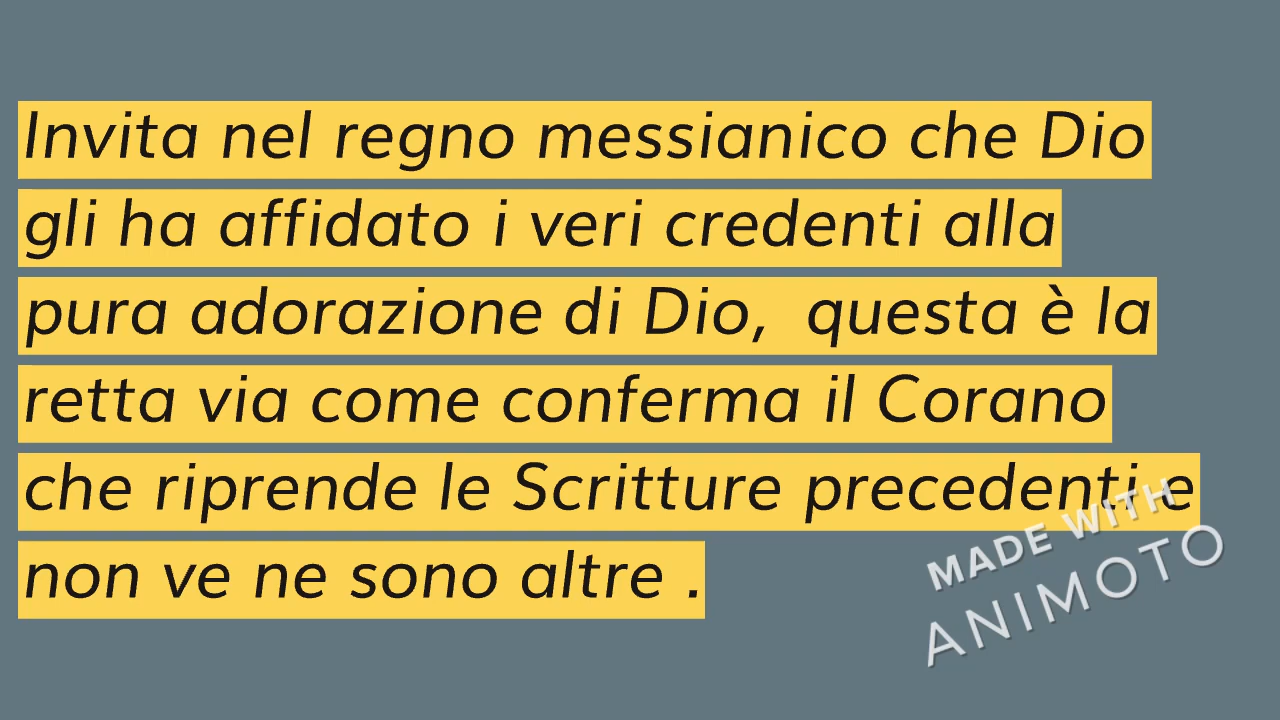 Invita nel regno messianico che Dio
gli ha affidato i veri credenti alla
pura adorazione di Dio,  questa è la
retta via come conferma il Corano
che riprende le Scritture precedenti e
non ve ne sono altre .
MADE WITH
ANIMOTO